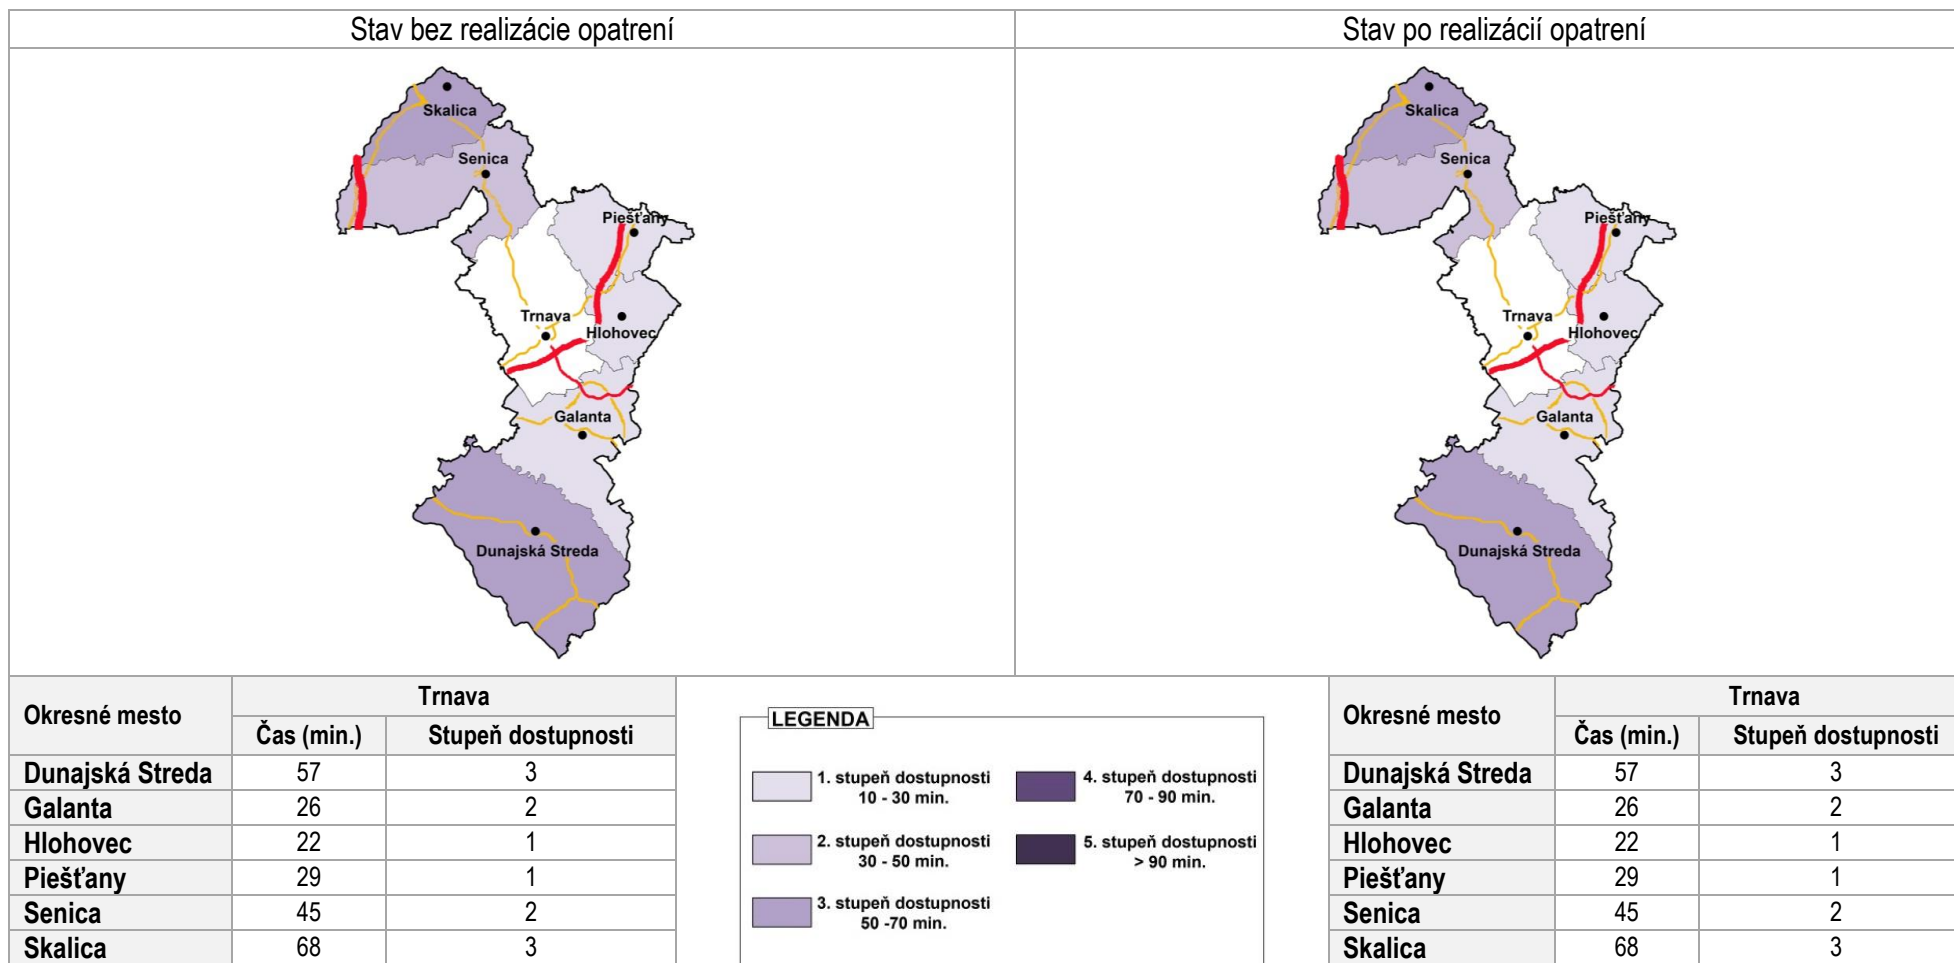 Stav bez realizácie opatrení
Stav po realizácií opatrení
Skalica
Senica
Piešťany
Trnava
Hlohovec
Galanta
Dunajská Streda
Skalica
Senica
Piešťany
Trnava
Hlohovec
Galanta
Dunajská Streda
Okresné mesto Trnava
Čas (min.) Stupeň dostupnosti
Dunajská Streda 57 3
Galanta 26 2
Hlohovec 22 1
Piešťany 29 1
Senica 45 2
Skalica 68 3
LEGENDA
1. stupeň dostupnosti
10 - 30 min.
2. stupeň dostupnosti
30 - 50 min.
3. stupeň dostupnosti
50 -70 min.
4. stupeň dostupnosti
70 - 90 min.
5. stupeň dostupnosti
> 90 min.
Okresné mesto Trnava
Čas (min.) Stupeň dostupnosti
Dunajská Streda 57 3
Galanta 26 2
Hlohovec 22 1
Piešťany 29 1
Senica 45 2
Skalica 68 3